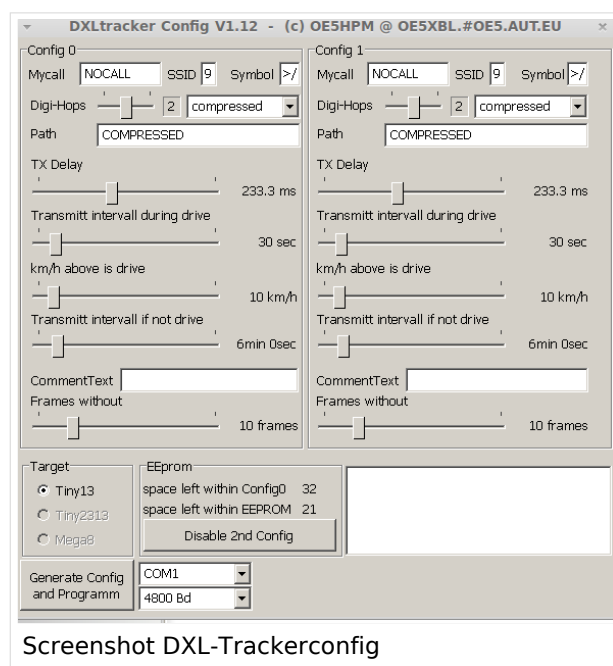 DXLtracker Config V1.12 - (c) OE5HPM @ OE5XBL.#OE5.AUT.EU
Config 0
Mycall NOCALL SSID 9 Symbol >/
Digi-Hops 2 compressed
Path COMPRESSED
TX Delay
233.3 ms
Transmitt intervall during drive
30 sec
km/h above is drive
10 km/h
Transmitt intervall if not drive
6min 0sec
CommentText
Frames without
10 frames
Config 1
Mycall NOCALL SSID 9 Symbol >/
Digi-Hops 2 compressed
Path COMPRESSED
TX Delay
233.3 ms
Transmitt intervall during drive
30 sec
km/h above is drive
10 km/h
Transmitt intervall if not drive
6min 0sec
CommentText
Frames without
10 frames
Target
Tiny13
Tiny2313
Mega8
EEprom
space left within Config0 32
space left within EEPROM 21
Disable 2nd Config
Generate Config
and Programm
COM1
4800 Bd
Screenshot DXL-Trackerconfig